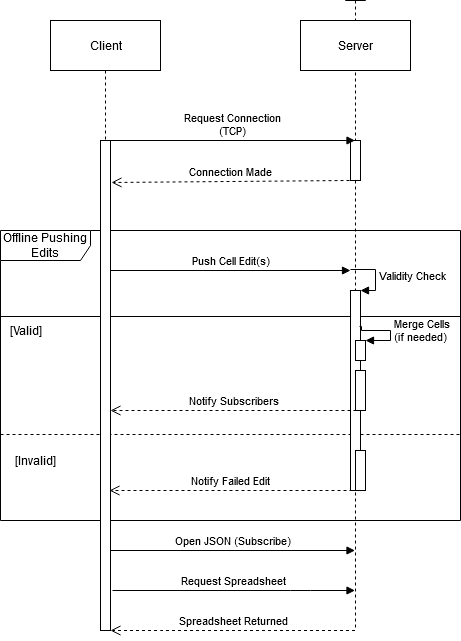 Client
Server
Request Connection
(TCP)
Connection Made
Offline Pushing
Edits
Push Cell Edit(s)
Validity Check
Merge Cells
(if needed)
[Valid]
Notify Subscribers
[Invalid]
Notify Failed Edit
Open JSON (Subscribe)
Request Spreadsheet
Spreadsheet Returned